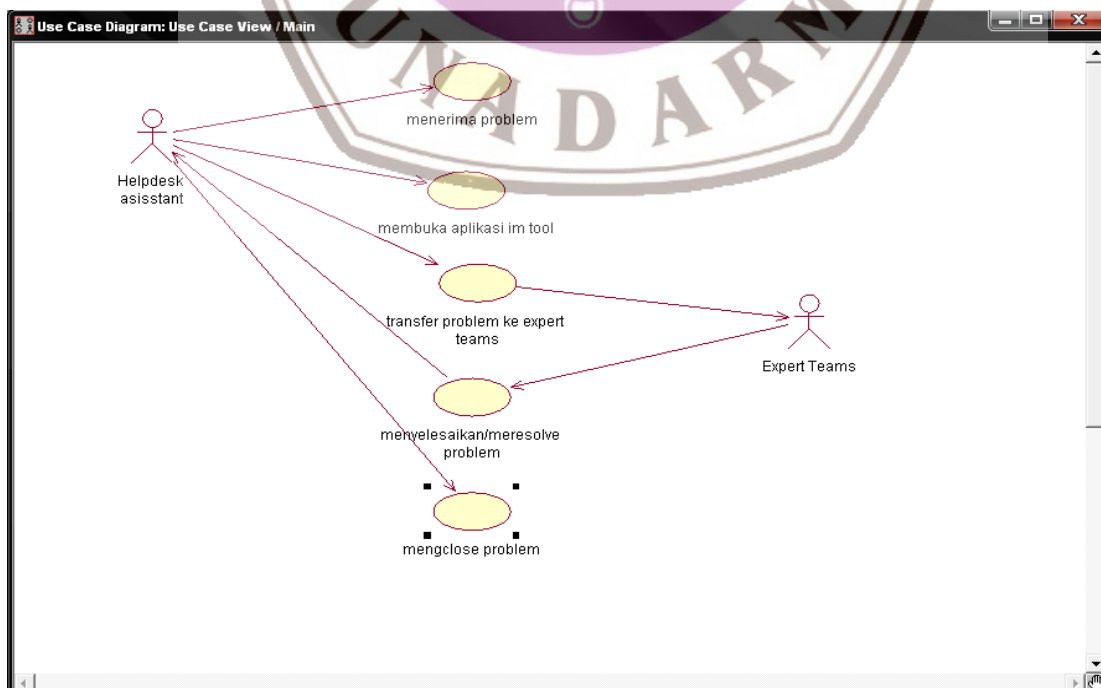 Use Case Diagram: Use Case View / Main
UNADARM
menerima problem
Helpdesk
asisstant
membuka aplikasi im tool
transfer problem ke expert
teams
Expert Teams
menyelesaikan/meresolve
problem
mengclose problem